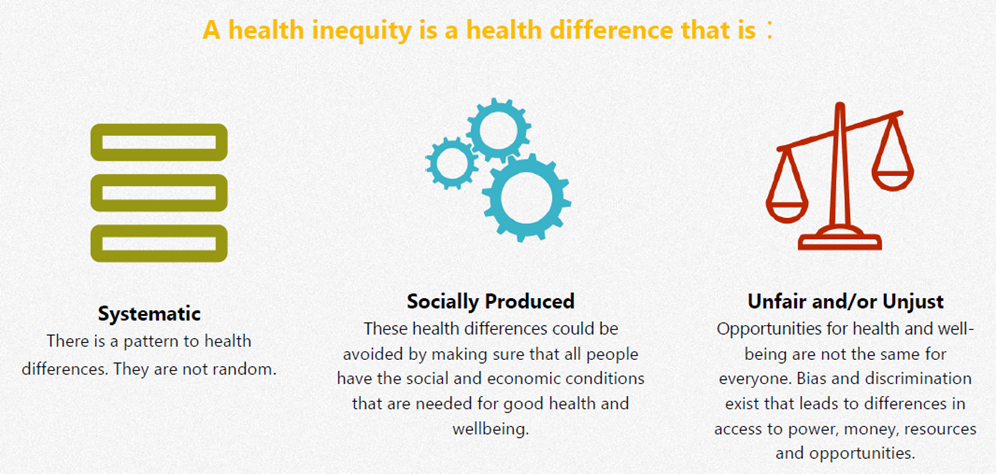 A health inequity is a health difference that is：
Systematic
There is a pattern to health
differences. They are not random.
Socially Produced
These health differences could be
avoided by making sure that all people
have the social and economic conditions
that are needed for good health and
wellbeing.
Unfair and/or Unjust
Opportunities for health and well-
being are not the same for
everyone. Bias and discrimination
exist that leads to differences in
access to power, money, resources
and opportunities.